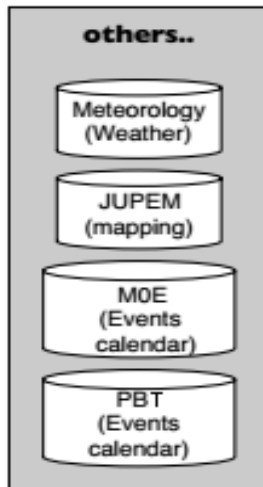 others..
Meteorology
(Weather)
JUPEM
(mapping)
M0E
(Events
calendar)
PBT
(Events
calendar)